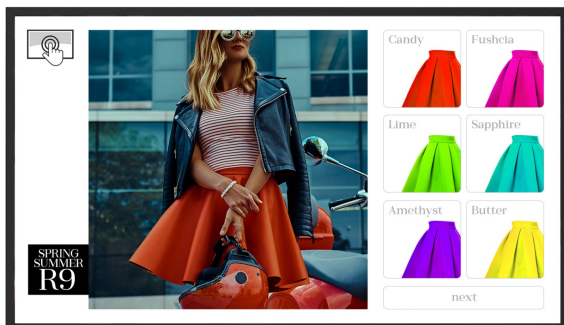 Candy
Fushcia
Lime
Sapphire
Amethyst
Butter
SPRING
SUMMER
R9
next